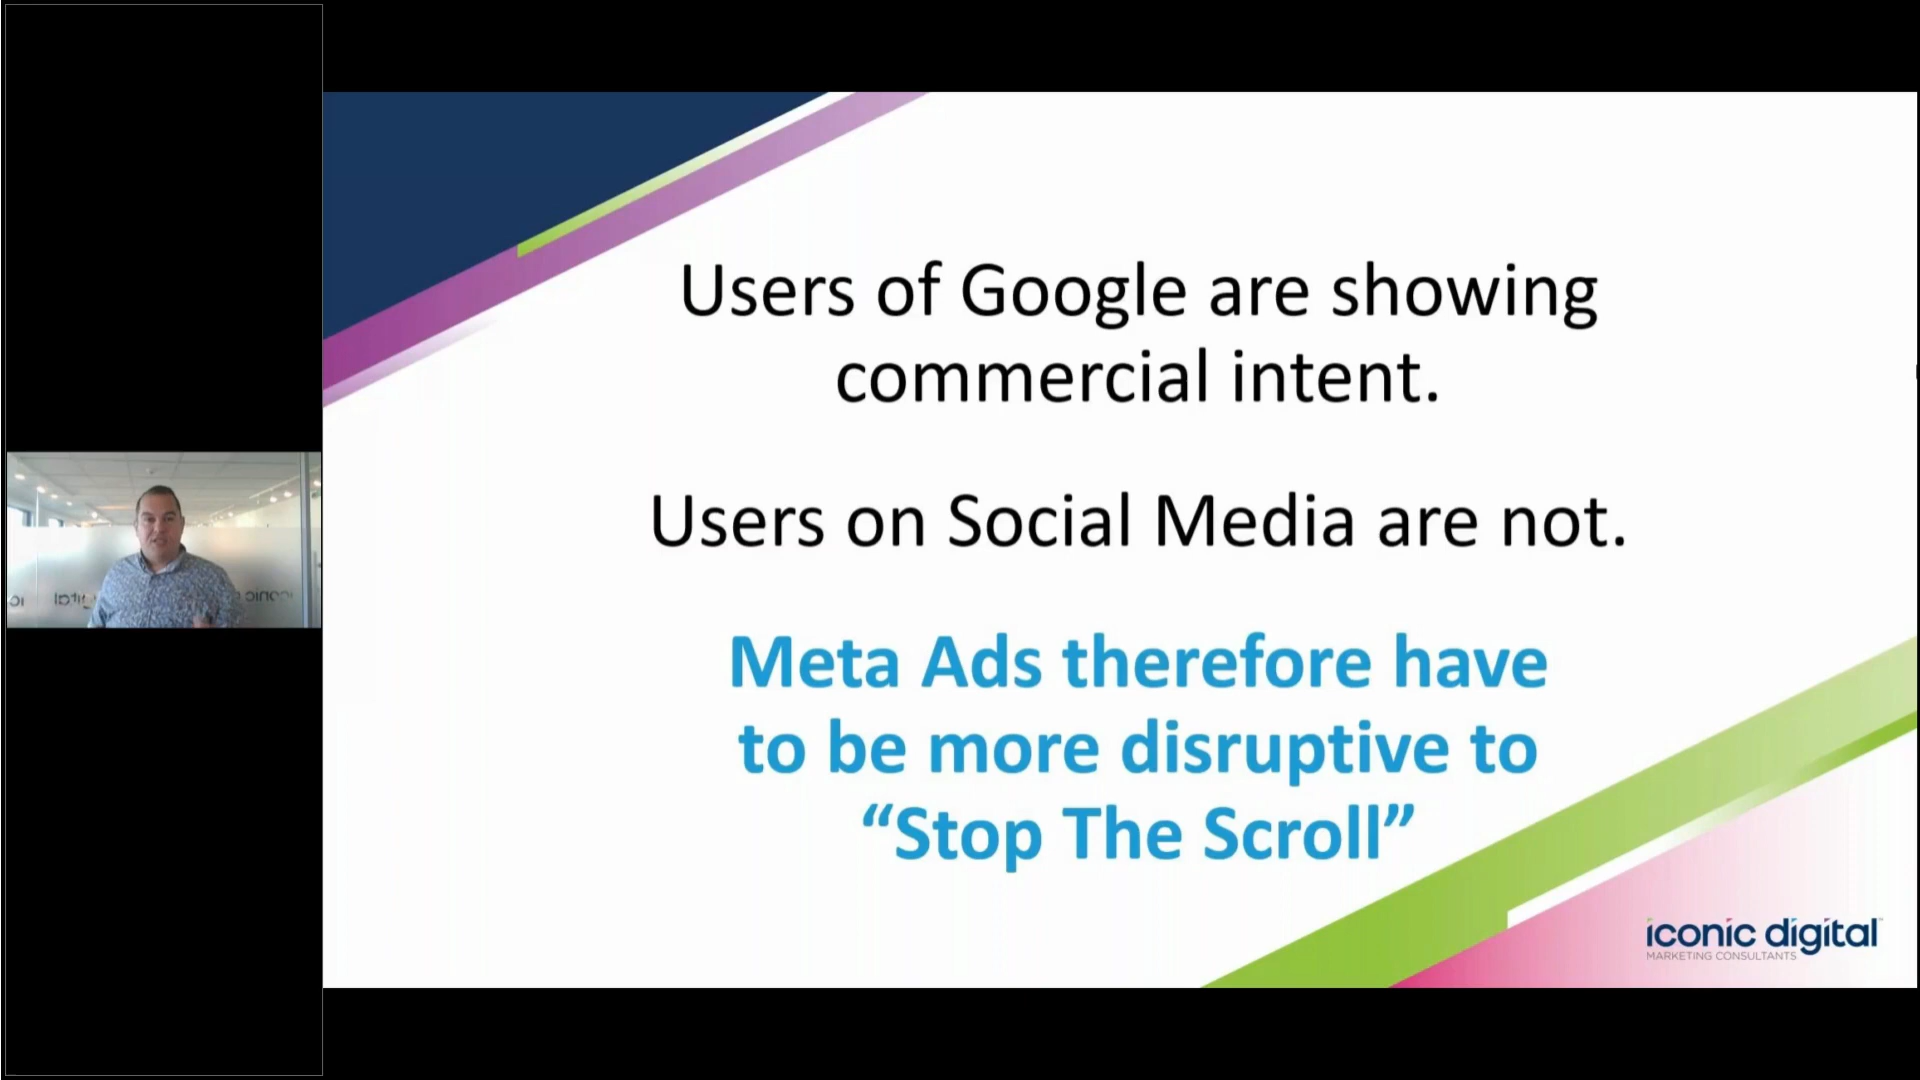 Users of Google are showing
commercial intent.
Users on Social Media are not.
Meta Ads therefore have
to be more disruptive to
“Stop The Scroll”
iconic digital
MARKETING CONSULTANTS